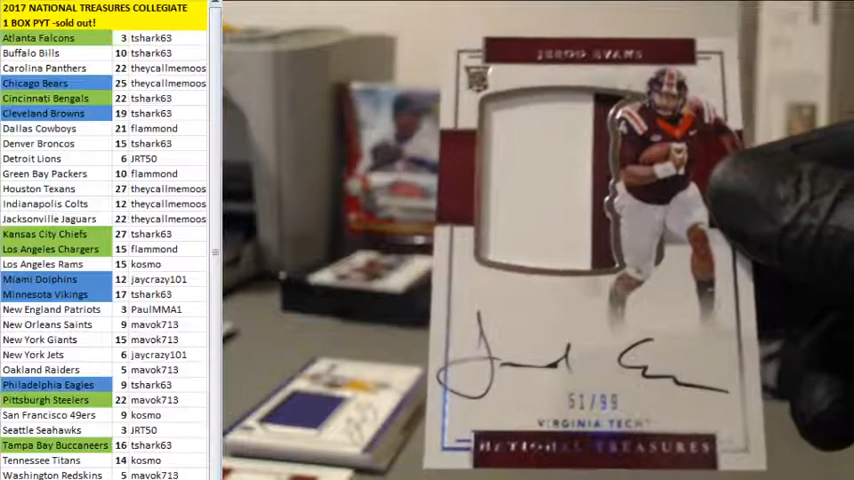 2017 NATIONAL TREASURES COLLEGIATE
1 BOX PYT -sold out!
Atlanta Falcons 3 tshark63
Buffalo Bills 10 tshark63
Carolina Panthers 22 theycallmemoos
Chicago Bears 25 theycallmemoos
Cincinnati Bengals 22 tshark63
Cleveland Browns 19 tshark63
Dallas Cowboys 21 flammond
Denver Broncos 15 tshark63
Detroit Lions 6 JRT50
Green Bay Packers 10 flammond
Houston Texans 27 theycallmemoos
Indianapolis Colts 12 theycallmemoos
Jacksonville Jaguars 22 theycallmemoos
Kansas City Chiefs 27 tshark63
Los Angeles Chargers 15 flammond
Los Angeles Rams 15 kosmo
Miami Dolphins 12 jaycrazy101
Minnesota Vikings 17 tshark63
New England Patriots 3 PaulMMA1
New Orleans Saints 9 mavok713
New York Giants 15 mavok713
New York Jets 6 jaycrazy101
Oakland Raiders 5 mavok713
Philadelphia Eagles 9 tshark63
Pittsburgh Steelers 22 mavok713
San Francisco 49ers 9 kosmo
Seattle Seahawks 3 JRT50
Tampa Bay Buccaneers 16 tshark63
Tennessee Titans 14 kosmo
Washington Redskins 5 mavok713
JEROD EVANS
51/99
VIRGINIA TECH
NATIONAL TREASURES